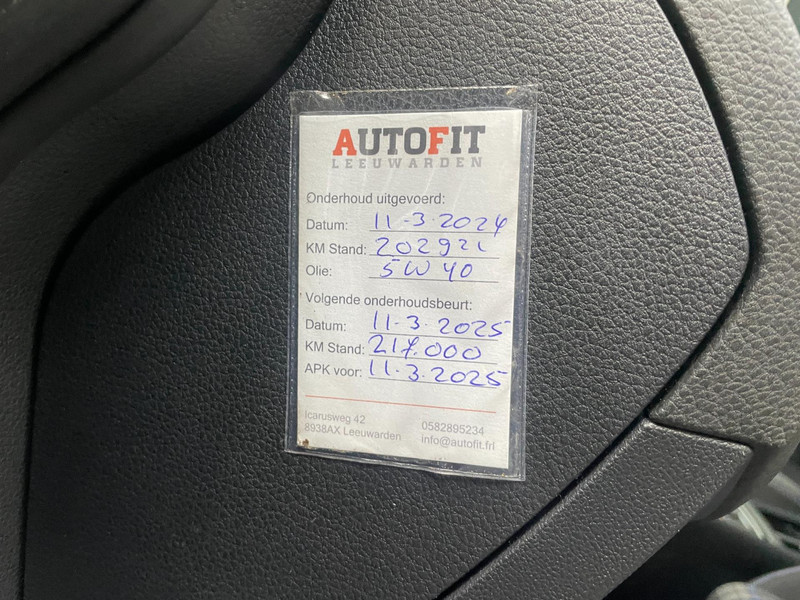 AUTOFIT
LEEUWARDEN
Onderhoud uitgevoerd:
Datum: 11-3-2024
KM Stand:
Olie: 5W40
Volgende onderhoudsbeurt:
Datum: 11-3-2025
KM Stand: 217.000
APK voor: 11-3-2025
Icarusweg 42
8938AX Leeuwarden
0582895234
info@autofit.frl